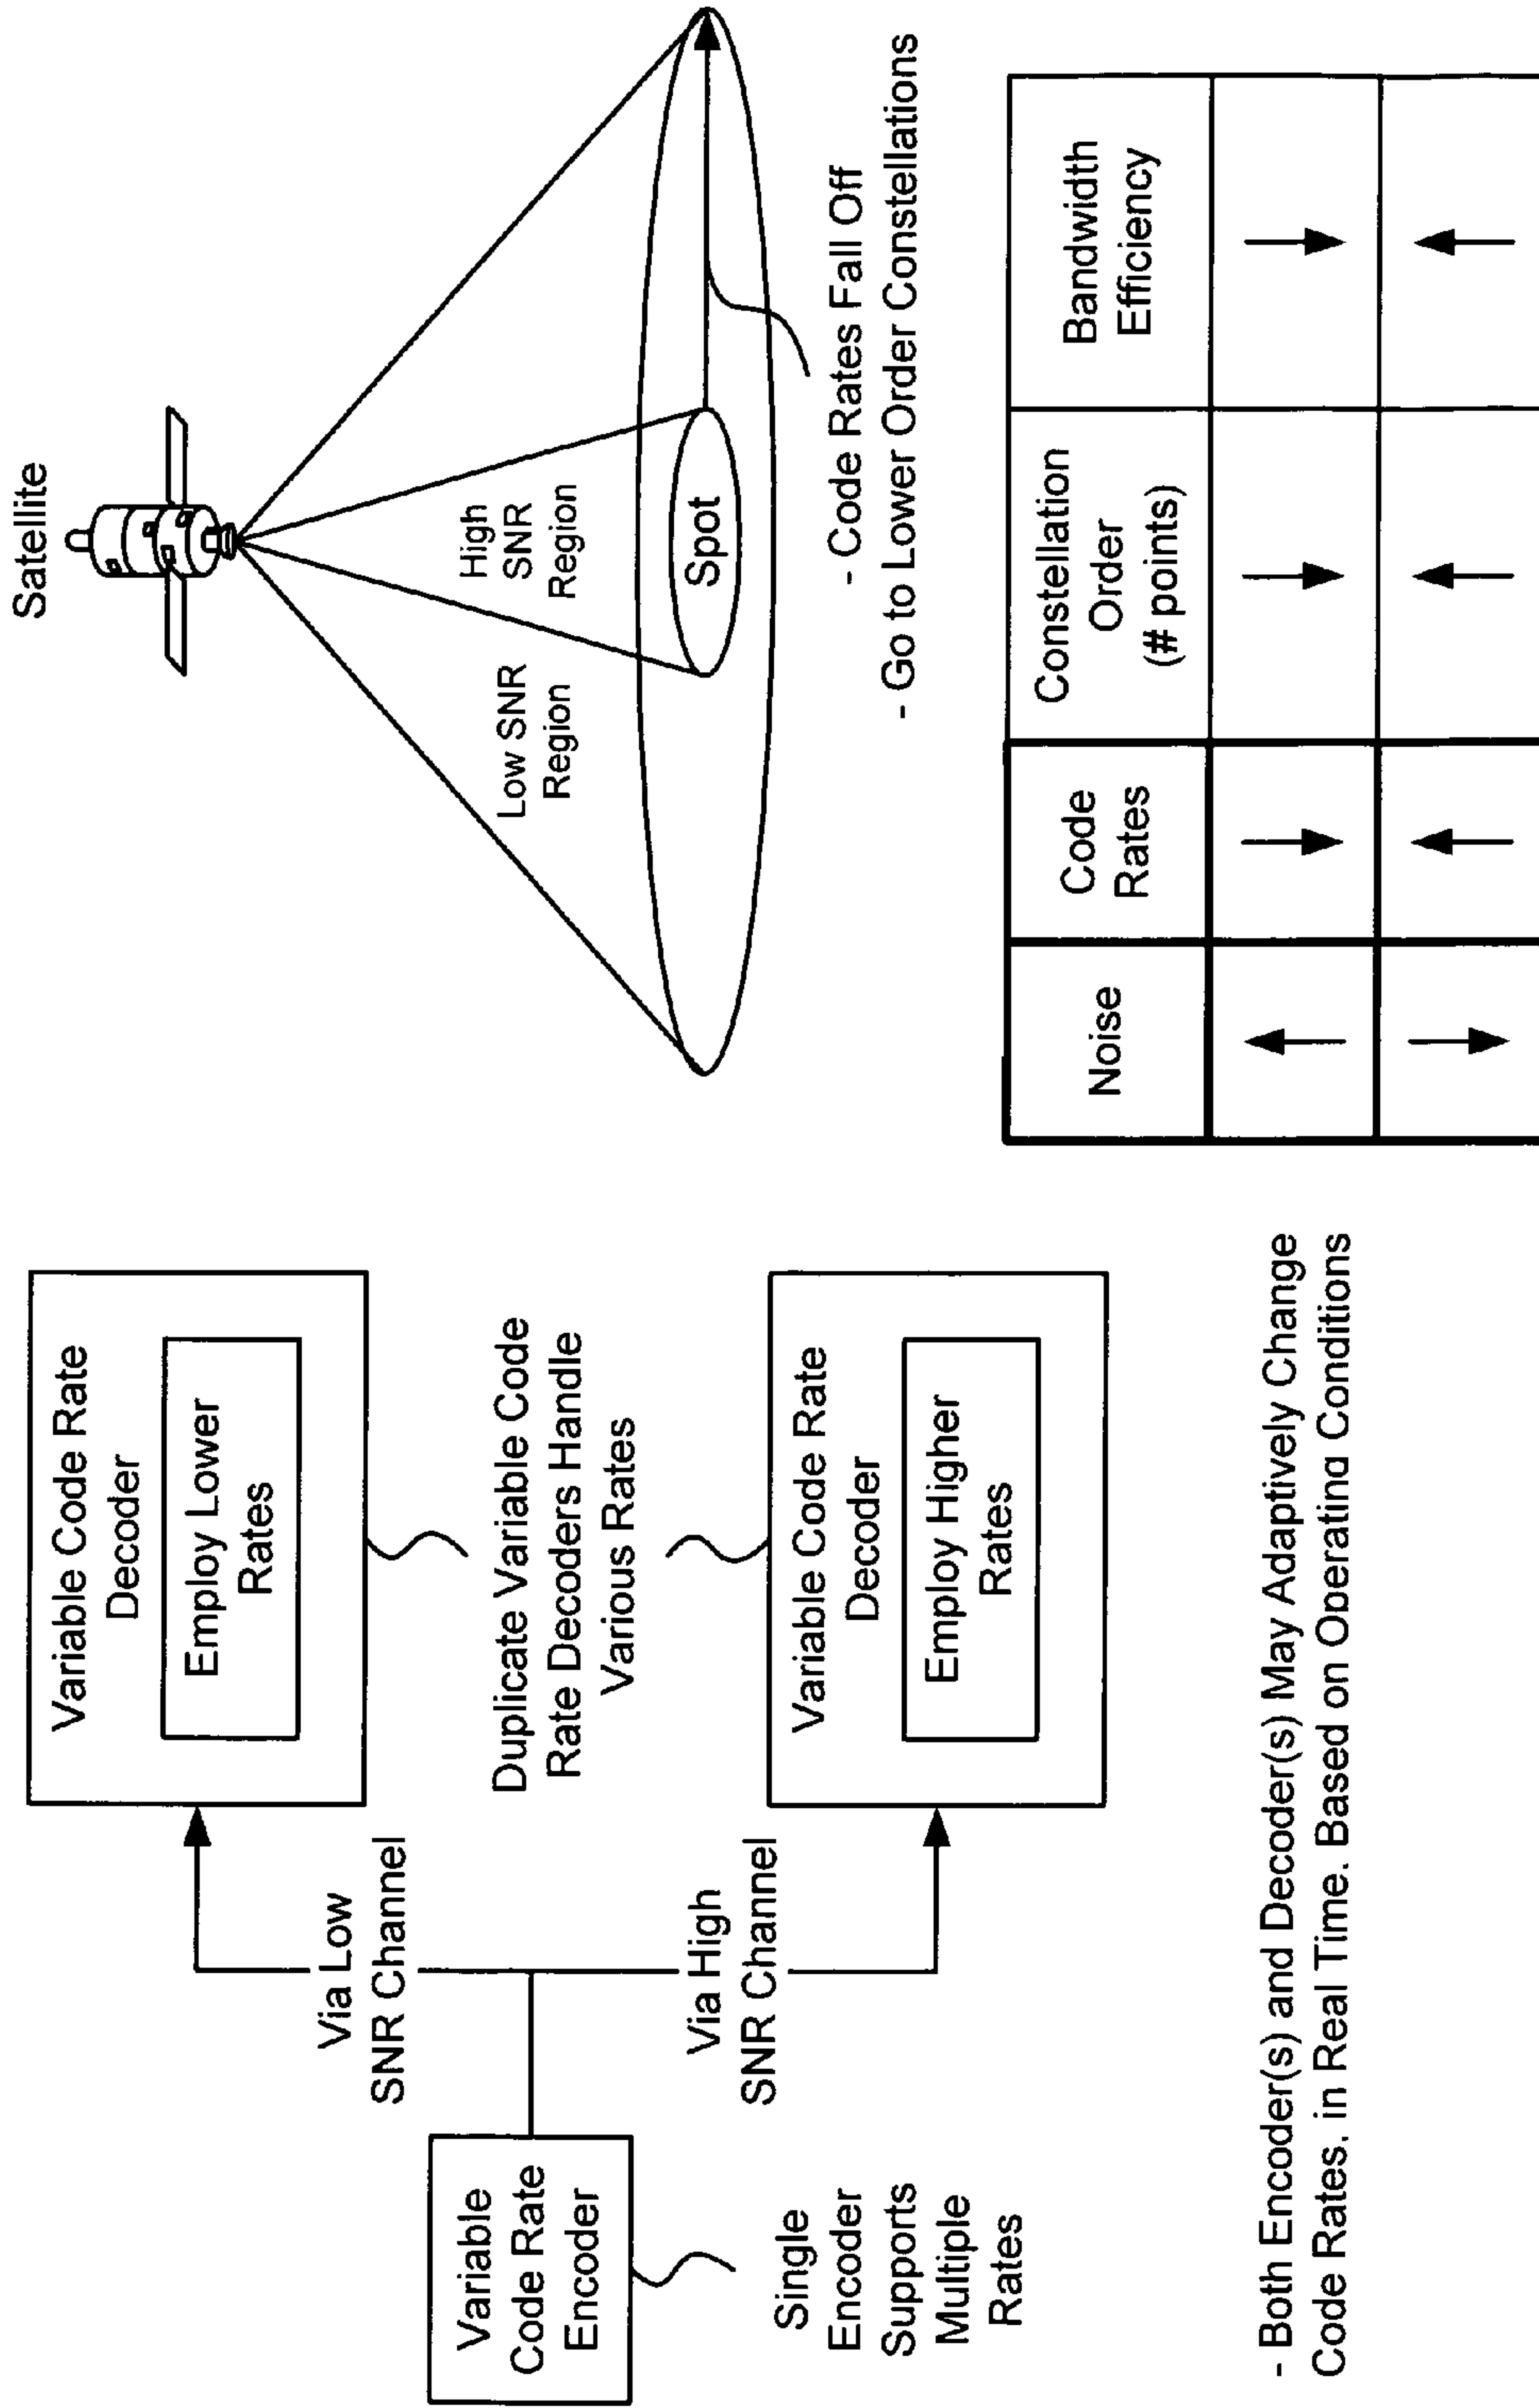 Variable
Code Rate
Encoder
Single
Encoder
Supports
Multiple
Rates
Via Low
SNR Channel
Via High
SNR Channel
Variable Code Rate
Decoder
Employ Lower
Rates
Duplicate Variable Code
Rate Decoders Handle
Various Rates
Variable Code Rate
Decoder
Employ Higher
Rates
- Both Encoder(s) and Decoder(s) May Adaptively Change
Code Rates, in Real Time, Based on Operating Conditions
Satellite
Low SNR
Region
High
SNR
Region
Spot
- Code Rates Fall Off
- Go to Lower Order Constellations
Noise
Code
Rates
Constellation
Order
(# points)
Bandwidth
Efficiency